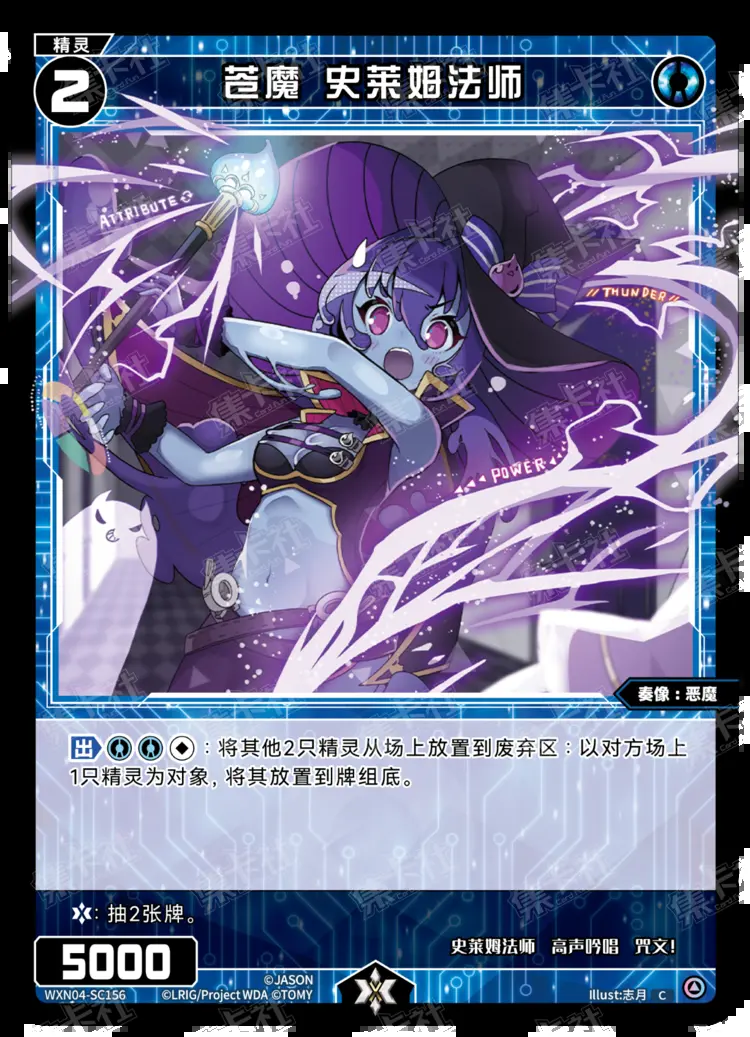 精灵
2
苍魔 史莱姆法师
ATTRIBUTE
THUNDER
POWER
奏像：恶魔
出 ：将其他2只精灵从场上放置到废弃区：以对方场上
1只精灵为对象，将其放置到牌组底。
：抽2张牌。
史莱姆法师 高声吟唱 咒文！
5000
©JASON
WXN04-SC156 ©LRIG/Project WDA ©TOMY
Illust:志月 C
集卡社